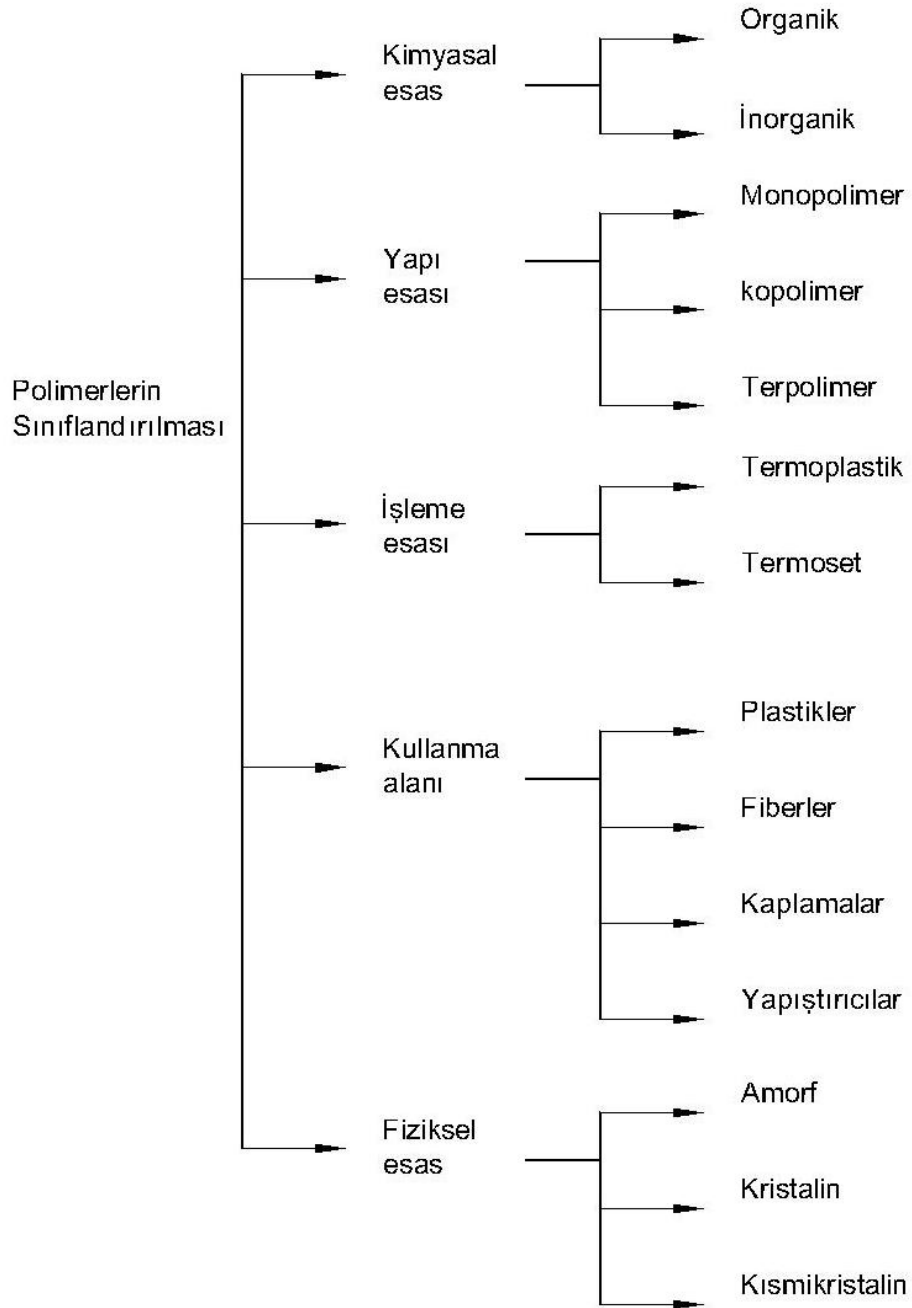 Polimerlerin
Sınıflandırılması
Kimyasal
esas
Organik
İnorganik
Yapı
esası
Monopolimer
kopolimer
Terpolimer
İşleme
esası
Termoplastik
Termoset
Kullanma
alanı
Plastikler
Fiberler
Kaplamalar
Yapıştırıcılar
Fiziksel
esas
Amorf
Kristalin
Kısmikristalin